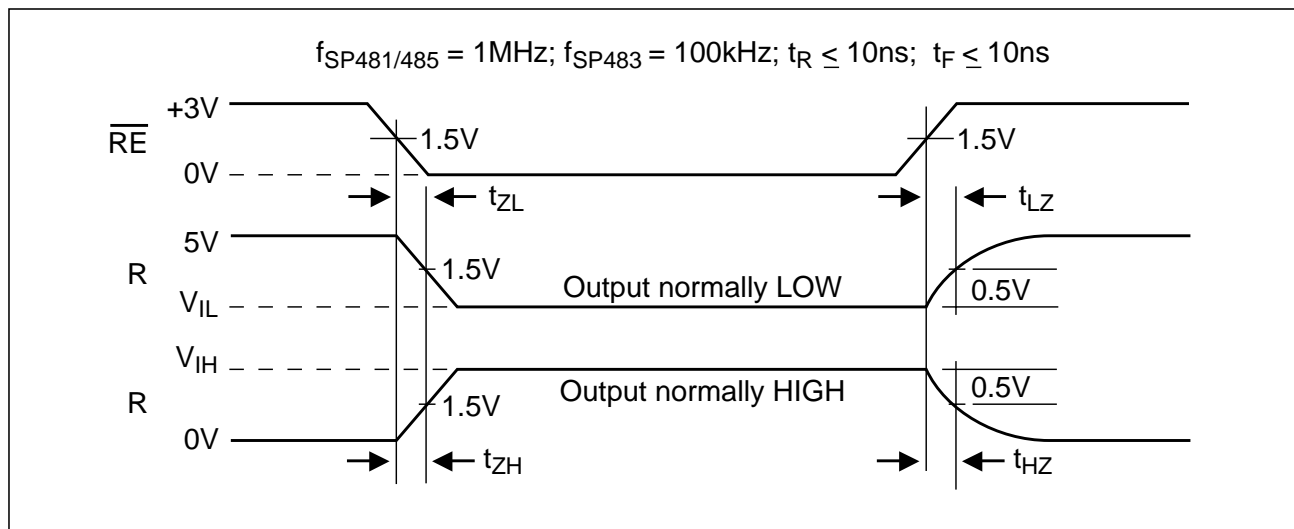 fSP481/485 = 1MHz; fSP483 = 100kHz; tR ≤ 10ns; tF ≤ 10ns
+3V
R̅E̅
1.5V
1.5V
0V
tZL
tLZ
5V
R
1.5V
Output normally LOW
0.5V
VIL
VIH
Output normally HIGH
0.5V
R
1.5V
0V
tZH
tHZ